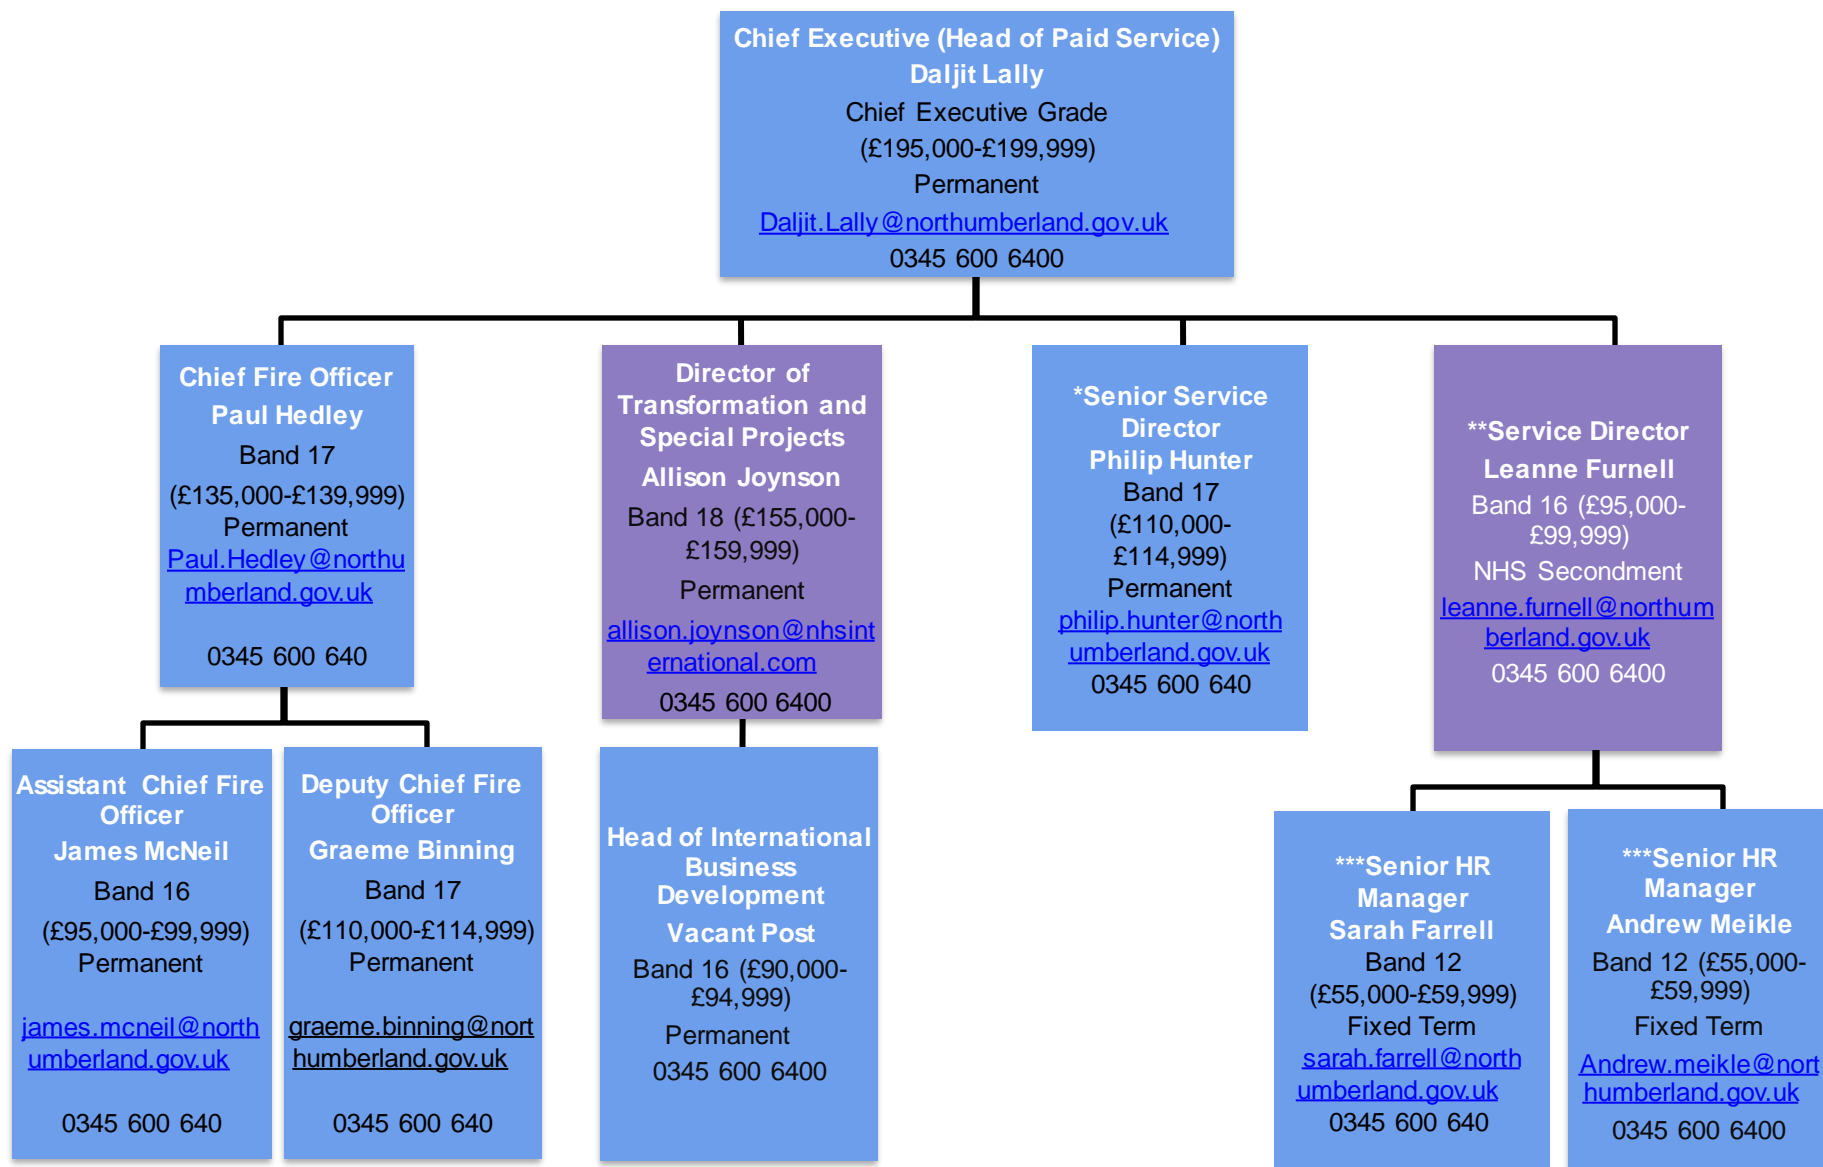 Chief Executive (Head of Paid Service)
Daljit Lally
Chief Executive Grade
(£195,000-£199,999)
Permanent
Daljit.Lally@northumberland.gov.uk
0345 600 6400
Chief Fire Officer
Paul Hedley
Band 17
(£135,000-£139,999)
Permanent
Paul.Hedley@northu
mberland.gov.uk
0345 600 640
Director of
Transformation and
Special Projects
Allison Joynson
Band 18 (£155,000-
£159,999)
Permanent
allison.joynson@nhsint
ernational.com
0345 600 6400
*Senior Service
Director
Philip Hunter
Band 17
(£110,000-
£114,999)
Permanent
philip.hunter@north
umberland.gov.uk
0345 600 640
**Service Director
Leanne Furnell
Band 16 (£95,000-
£99,999)
NHS Secondment
leanne.furnell@northum
berland.gov.uk
0345 600 6400
Assistant Chief Fire
Officer
James McNeil
Band 16
(£95,000-£99,999)
Permanent
james.mcneil@north
umberland.gov.uk
0345 600 640
Deputy Chief Fire
Officer
Graeme Binning
Band 17
(£110,000-£114,999)
Permanent
graeme.binning@nort
humberland.gov.uk
0345 600 640
Head of International
Business
Development
Vacant Post
Band 16 (£90,000-
£94,999)
Permanent
0345 600 6400
***Senior HR
Manager
Sarah Farrell
Band 12
(£55,000-£59,999)
Fixed Term
sarah.farrell@north
umberland.gov.uk
0345 600 640
***Senior HR
Manager
Andrew Meikle
Band 12 (£55,000-
£59,999)
Fixed Term
Andrew.meikle@nort
humberland.gov.uk
0345 600 6400